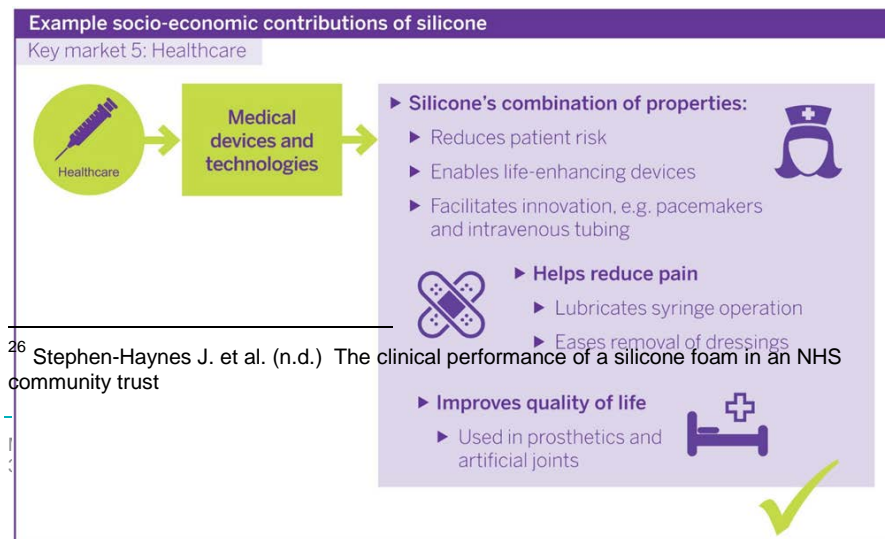 Example socio-economic contributions of silicone
Key market 5: Healthcare
Healthcare
Medical
devices and
technologies
▶ Silicone's combination of properties:
▶ Reduces patient risk
▶ Enables life-enhancing devices
▶ Facilitates innovation, e.g. pacemakers
and intravenous tubing
▶ Helps reduce pain
▶ Lubricates syringe operation
▶ Eases removal of dressings
▶ Improves quality of life
▶ Used in prosthetics and
artificial joints
26 Stephen-Haynes J. et al. (n.d.) The clinical performance of a silicone foam in an NHS
community trust